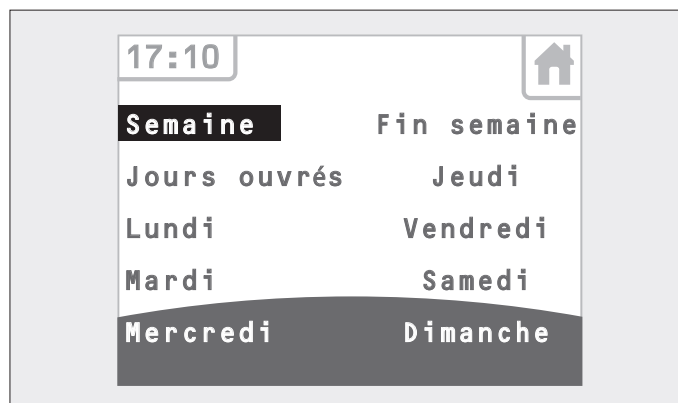 17:10
Semaine Fin semaine
Jours ouvrés Jeudi
Lundi Vendredi
Mardi Samedi
Mercredi Dimanche